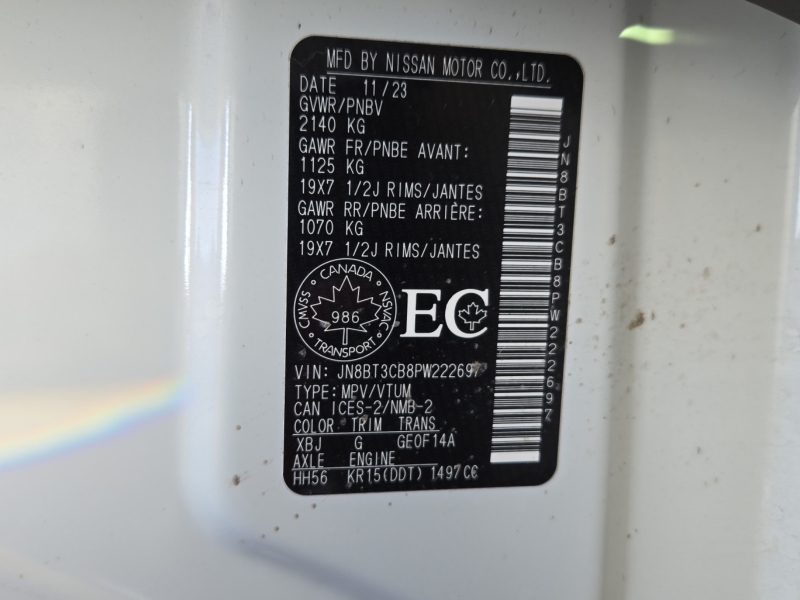 MFD BY NISSAN MOTOR CO.,LTD.
DATE 11/23
GVWR/PNBV
2140 KG
GAWR FR/PNBE AVANT:
1125 KG
19X7 1/2J RIMS/JANTES
GAWR RR/PNBE ARRIÈRE:
1070 KG
19X7 1/2J RIMS/JANTES
CANADA
CMVSS
NSVAC
986
TRANSPORT
EC
VIN: JN8BT3CB8PW222697
TYPE: MPV/VTUM
CAN ICES-2/NMB-2
COLOR TRIM TRANS
XBJ G GE0F14A
AXLE ENGINE
HH56 KR15(DDT) 1497CC
JN8BT3CB8PW222697